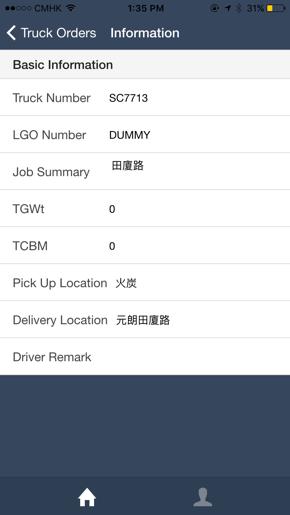 CMHK 1:35 PM 31%
Truck Orders Information
Basic Information
Truck Number SC7713
LGO Number DUMMY
Job Summary 田廈路
TGWt 0
TCBM 0
Pick Up Location 火炭
Delivery Location 元朗田廈路
Driver Remark